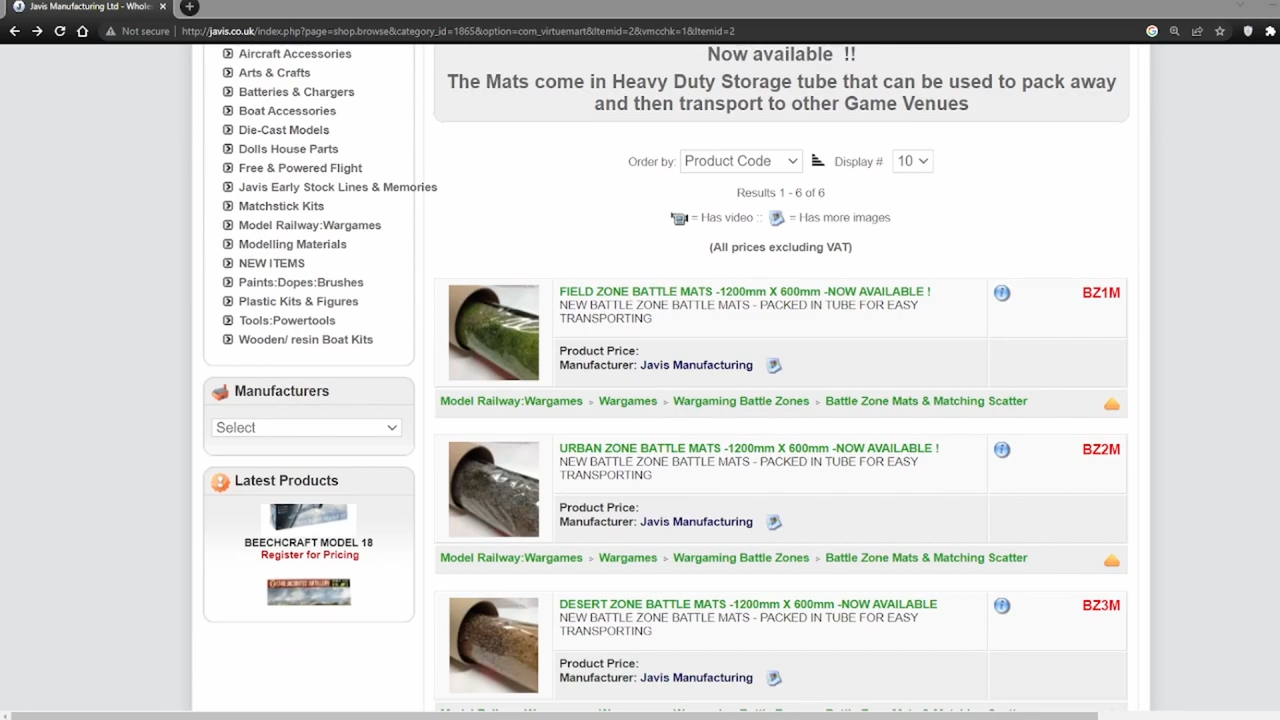 Javis Manufacturing Ltd - Whole
Not secure
http://javis.co.uk/index.php?page=shop.browse&category_id=1865&option=com_virtuemart&Itemid=2&vmcchk=1&Itemid=2
Aircraft Accessories
Arts & Crafts
Batteries & Chargers
Boat Accessories
Die-Cast Models
Dolls House Parts
Free & Powered Flight
Javis Early Stock Lines & Memories
Matchstick Kits
Model Railway:Wargames
Modelling Materials
NEW ITEMS
Paints:Dopes:Brushes
Plastic Kits & Figures
Tools:Powertools
Wooden/ resin Boat Kits
Manufacturers
Select
Latest Products
BEECHCRAFT MODEL 18
Register for Pricing
Now available !!
The Mats come in Heavy Duty Storage tube that can be used to pack away
and then transport to other Game Venues
Order by: Product Code Display # 10
Results 1 - 6 of 6
= Has video :: = Has more images
(All prices excluding VAT)
FIELD ZONE BATTLE MATS -1200mm X 600mm -NOW AVAILABLE !
BZ1M
NEW BATTLE ZONE BATTLE MATS - PACKED IN TUBE FOR EASY
TRANSPORTING
Product Price:
Manufacturer: Javis Manufacturing
Model Railway:Wargames > Wargames > Wargaming Battle Zones > Battle Zone Mats & Matching Scatter
URBAN ZONE BATTLE MATS -1200mm X 600mm -NOW AVAILABLE !
BZ2M
NEW BATTLE ZONE BATTLE MATS - PACKED IN TUBE FOR EASY
TRANSPORTING
Product Price:
Manufacturer: Javis Manufacturing
Model Railway:Wargames > Wargames > Wargaming Battle Zones > Battle Zone Mats & Matching Scatter
DESERT ZONE BATTLE MATS -1200mm X 600mm -NOW AVAILABLE
BZ3M
NEW BATTLE ZONE BATTLE MATS - PACKED IN TUBE FOR EASY
TRANSPORTING
Product Price:
Manufacturer: Javis Manufacturing